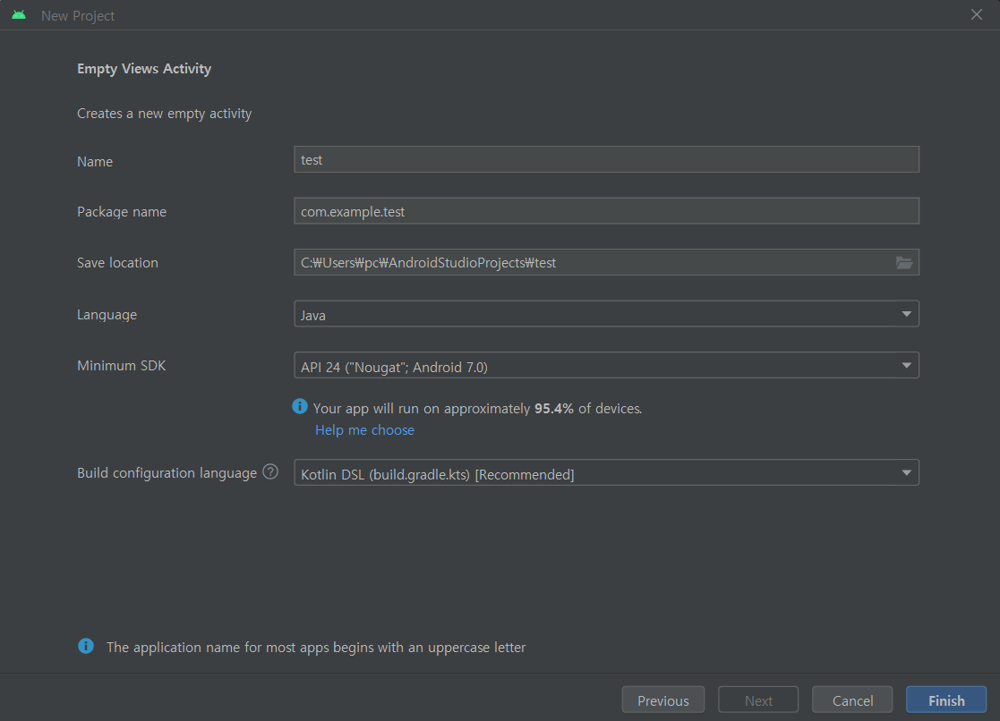 New Project
Empty Views Activity
Creates a new empty activity
Name test
Package name com.example.test
Save location C:₩Users₩pc₩AndroidStudioProjects₩test
Language Java
Minimum SDK API 24 ("Nougat"; Android 7.0)
Your app will run on approximately 95.4% of devices.
Help me choose
Build configuration language ? Kotlin DSL (build.gradle.kts) [Recommended]
The application name for most apps begins with an uppercase letter
Previous Next Cancel Finish